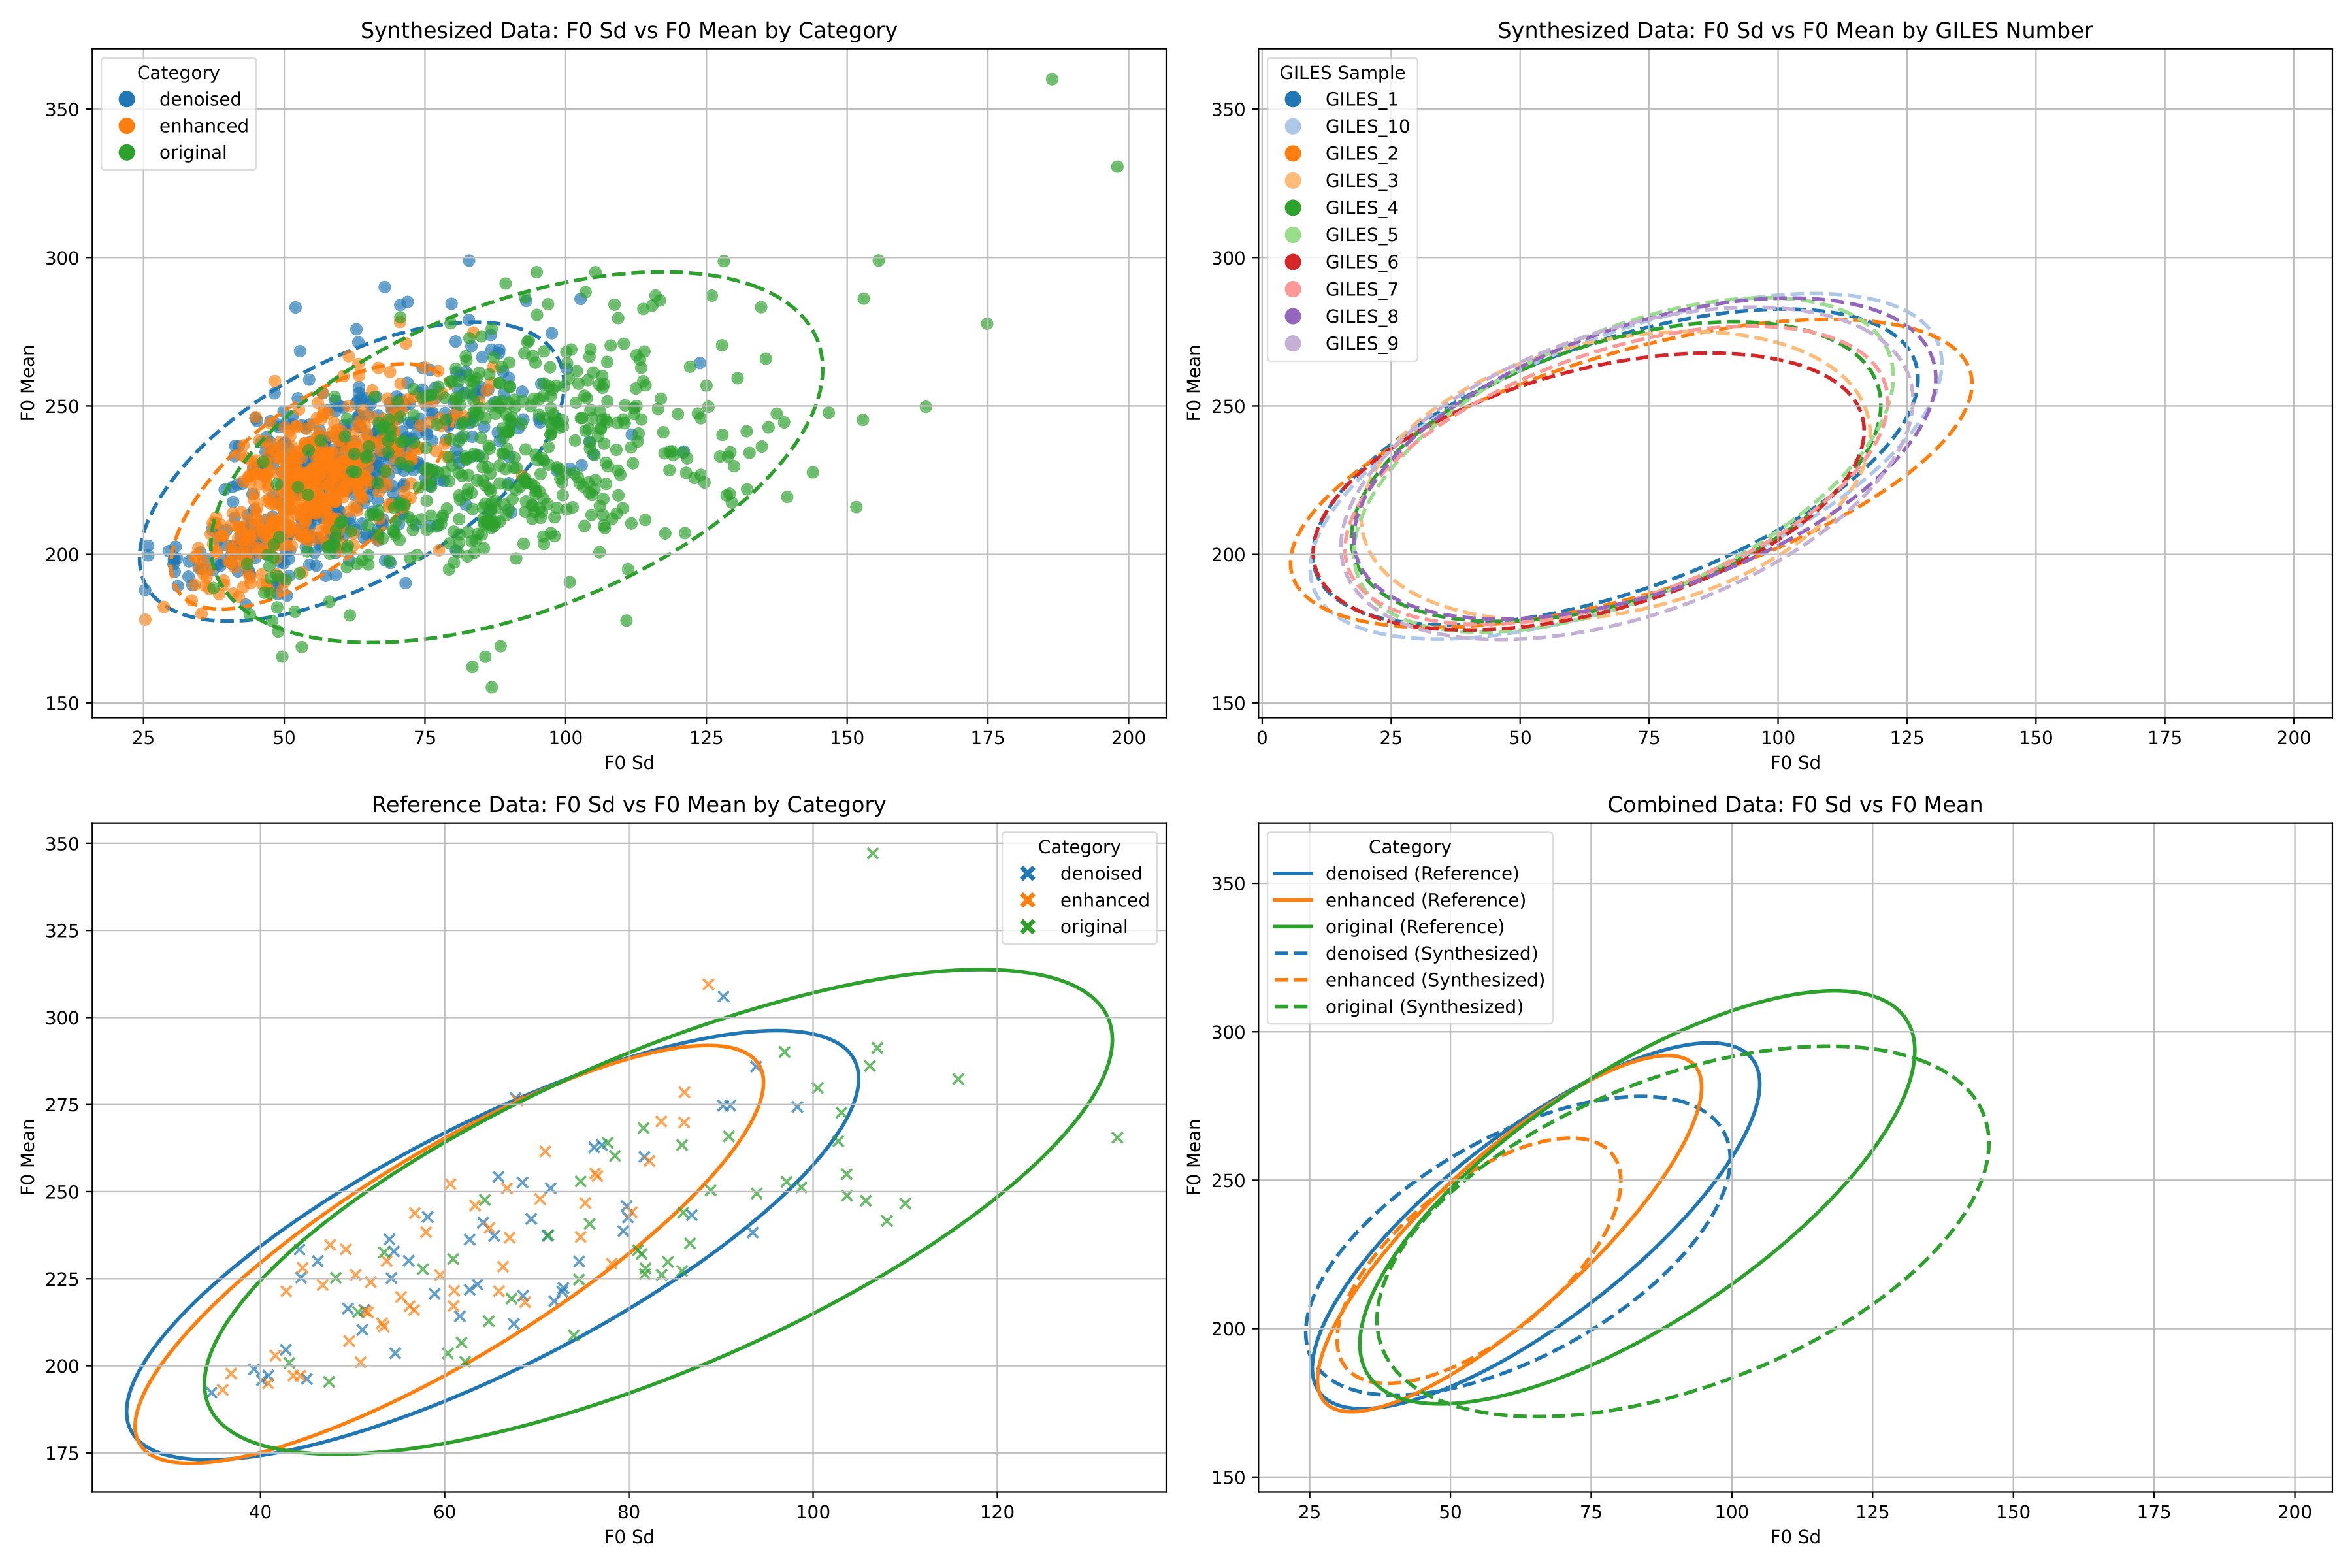 Synthesized Data: F0 Sd vs F0 Mean by Category
Category
denoised
enhanced
original
350
300
250
200
150
F0 Mean
25 50 75 100 125 150 175 200
F0 Sd
Synthesized Data: F0 Sd vs F0 Mean by GILES Number
GILES Sample
GILES_1
GILES_10
GILES_2
GILES_3
GILES_4
GILES_5
GILES_6
GILES_7
GILES_8
GILES_9
350
300
250
200
150
F0 Mean
0 25 50 75 100 125 150 175 200
F0 Sd
Reference Data: F0 Sd vs F0 Mean by Category
Category
denoised
enhanced
original
350
325
300
275
250
225
200
175
F0 Mean
40 60 80 100 120
F0 Sd
Combined Data: F0 Sd vs F0 Mean
Category
denoised (Reference)
enhanced (Reference)
original (Reference)
denoised (Synthesized)
enhanced (Synthesized)
original (Synthesized)
350
300
250
200
150
F0 Mean
25 50 75 100 125 150 175 200
F0 Sd